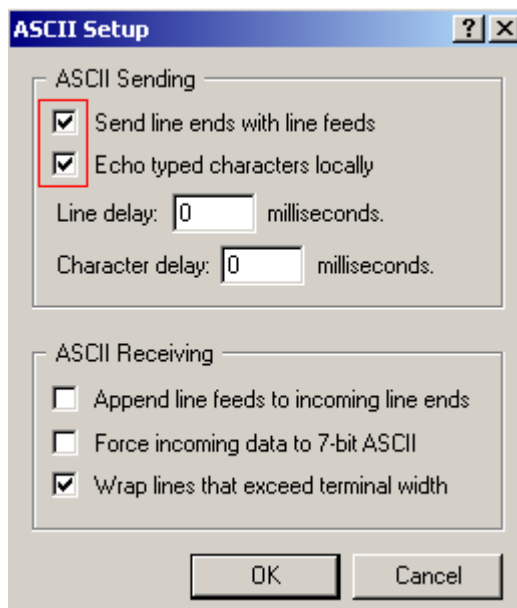 ASCII Setup
ASCII Sending
Send line ends with line feeds
Echo typed characters locally
Line delay: 0 milliseconds.
Character delay: 0 milliseconds.
ASCII Receiving
Append line feeds to incoming line ends
Force incoming data to 7-bit ASCII
Wrap lines that exceed terminal width
OK Cancel